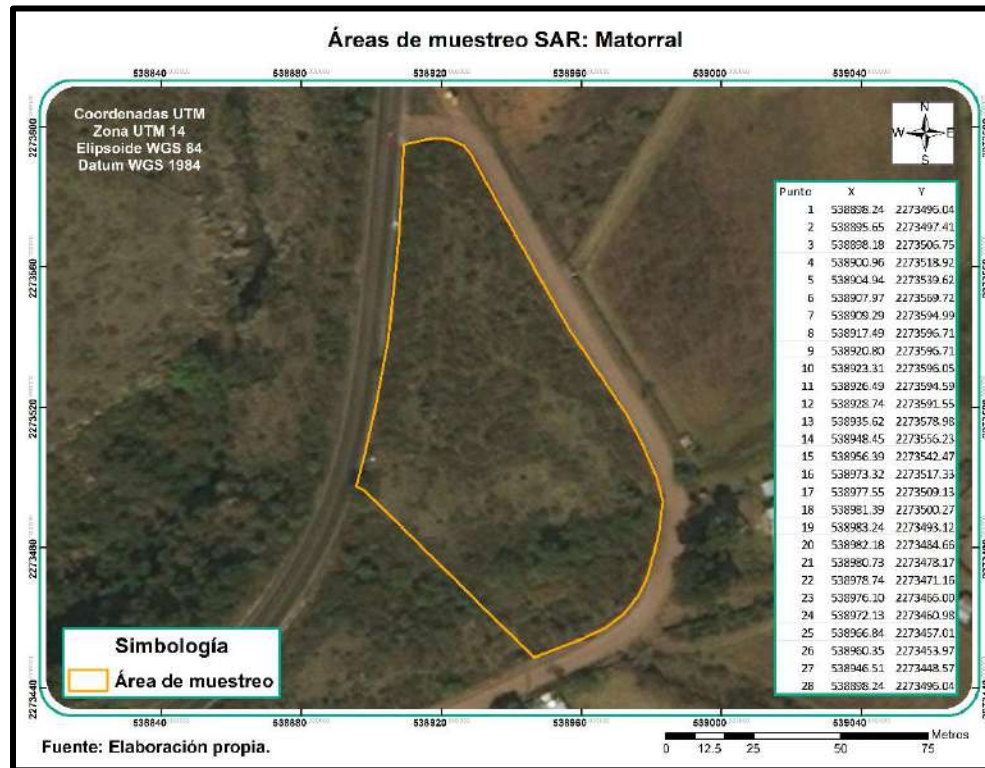 Áreas de muestreo SAR: Matorral
538840 538880 538920 538960 539000 539040
Coordenadas UTM
Zona UTM 14
Elipsoide WGS 84
Datum WGS 1984
N
W E
S
2273600
2273560
2273520
2273480
2273440
Punto X Y
1 538898.24 2273496.04
2 538895.65 2273497.41
3 538898.18 2273506.75
4 538900.96 2273518.92
5 538904.94 2273539.62
6 538907.97 2273569.72
7 538909.29 2273594.99
8 538917.49 2273596.71
9 538920.80 2273596.71
10 538923.31 2273596.05
11 538926.49 2273594.59
12 538928.74 2273591.55
13 538935.62 2273578.98
14 538948.45 2273556.23
15 538956.39 2273542.47
16 538973.32 2273517.33
17 538977.55 2273509.13
18 538981.39 2273500.27
19 538983.24 2273493.12
20 538982.18 2273484.66
21 538980.73 2273478.17
22 538978.74 2273471.16
23 538976.10 2273466.00
24 538972.13 2273460.98
25 538966.84 2273457.01
26 538960.35 2273453.97
27 538946.51 2273448.57
28 538898.24 2273496.04
Simbología
Área de muestreo
538840 538880 538920 538960 539000 539040
Fuente: Elaboración propia.
Metros
0 12.5 25 50 75